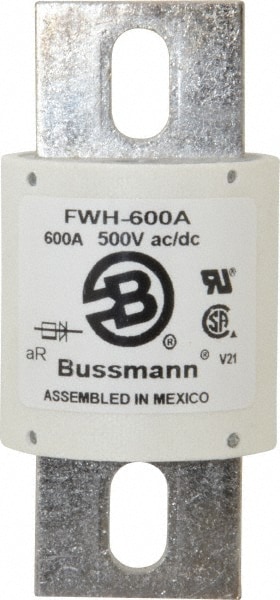 FWH-600A
600A 500V ac/dc
B
®
aR
Bussmann ® V21
ASSEMBLED IN MEXICO